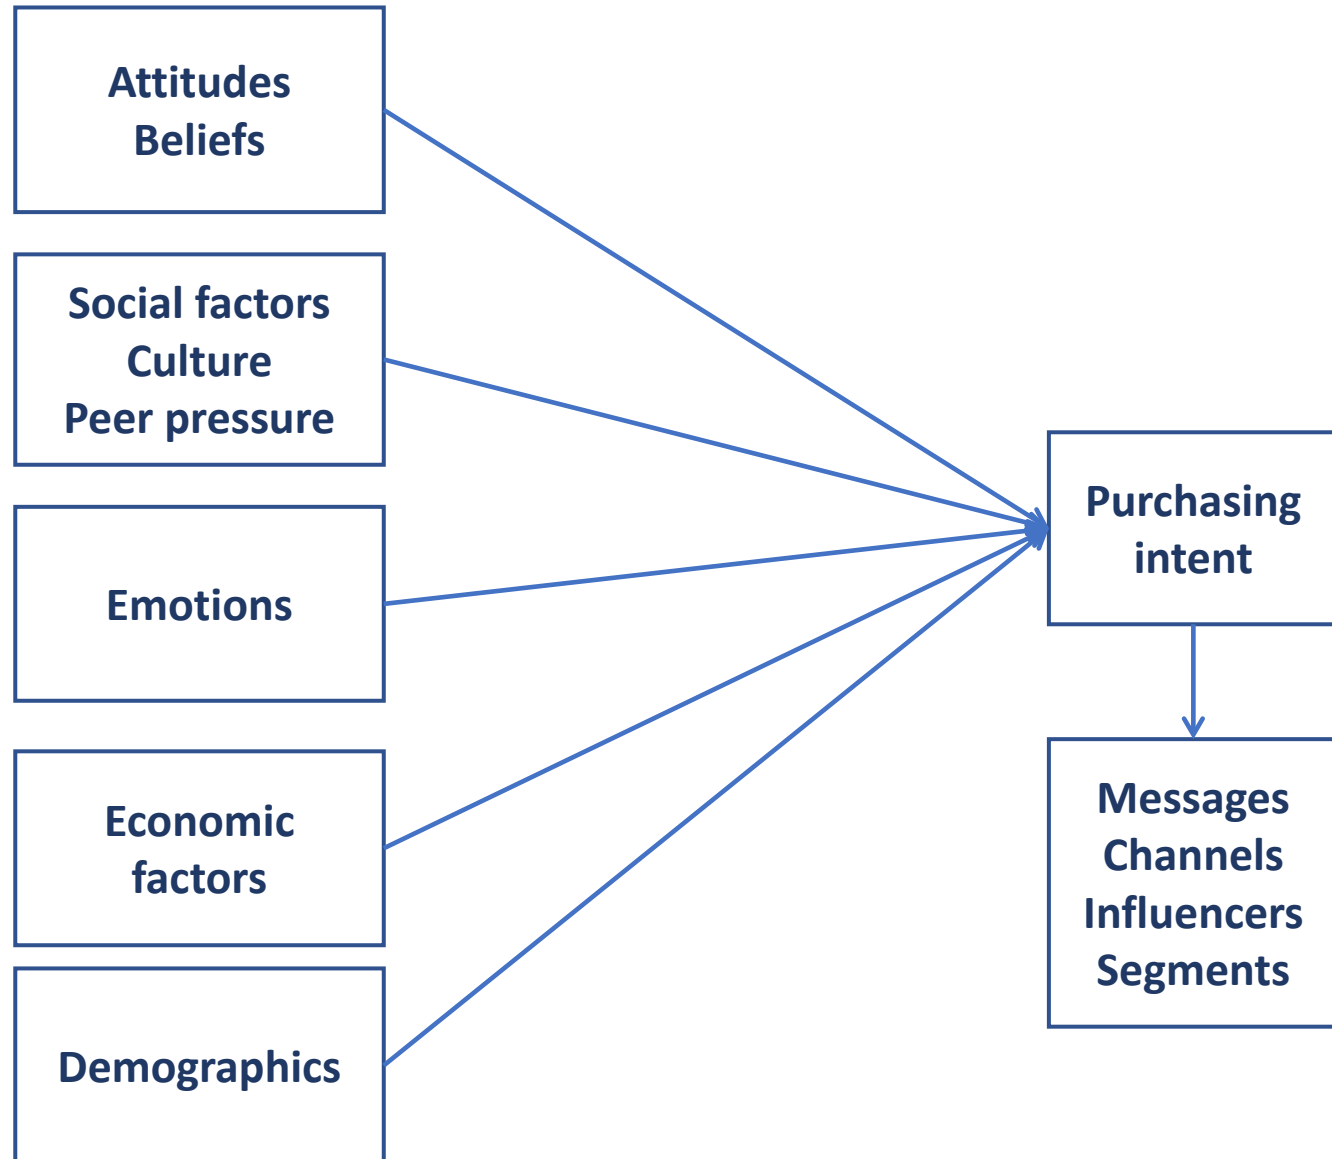 Attitudes
Beliefs
Social factors
Culture
Peer pressure
Emotions
Economic
factors
Demographics
Purchasing
intent
Messages
Channels
Influencers
Segments